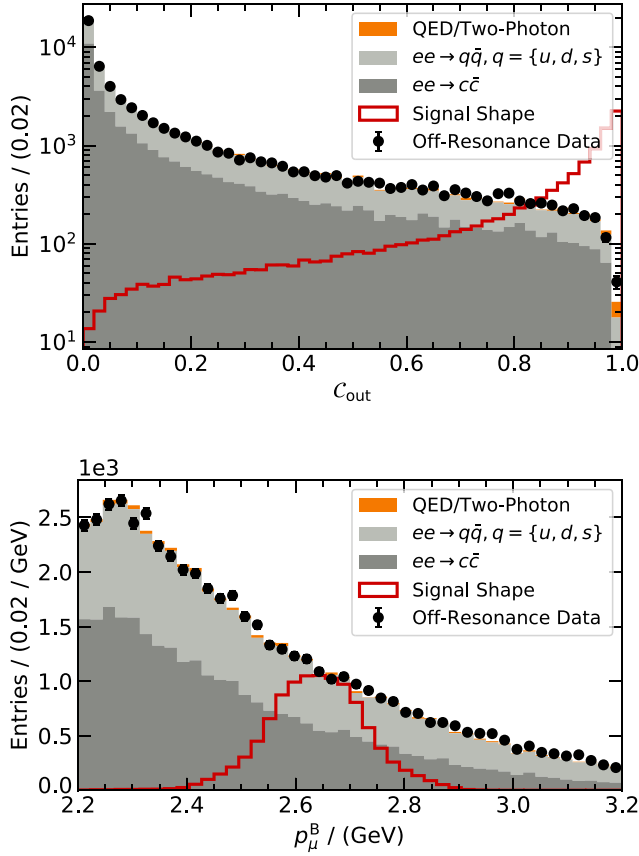 10⁴
10³
10²
10¹
Entries / (0.02)
QED/Two-Photon
ee → qq̄, q = {u, d, s}
ee → cc̄
Signal Shape
Off-Resonance Data
0.0 0.2 0.4 0.6 0.8 1.0
𝒞out
1e3
2.5
2.0
1.5
1.0
0.5
0.0
Entries / (0.02 / GeV)
QED/Two-Photon
ee → qq̄, q = {u, d, s}
ee → cc̄
Signal Shape
Off-Resonance Data
2.2 2.4 2.6 2.8 3.0 3.2
p_μ^B / (GeV)